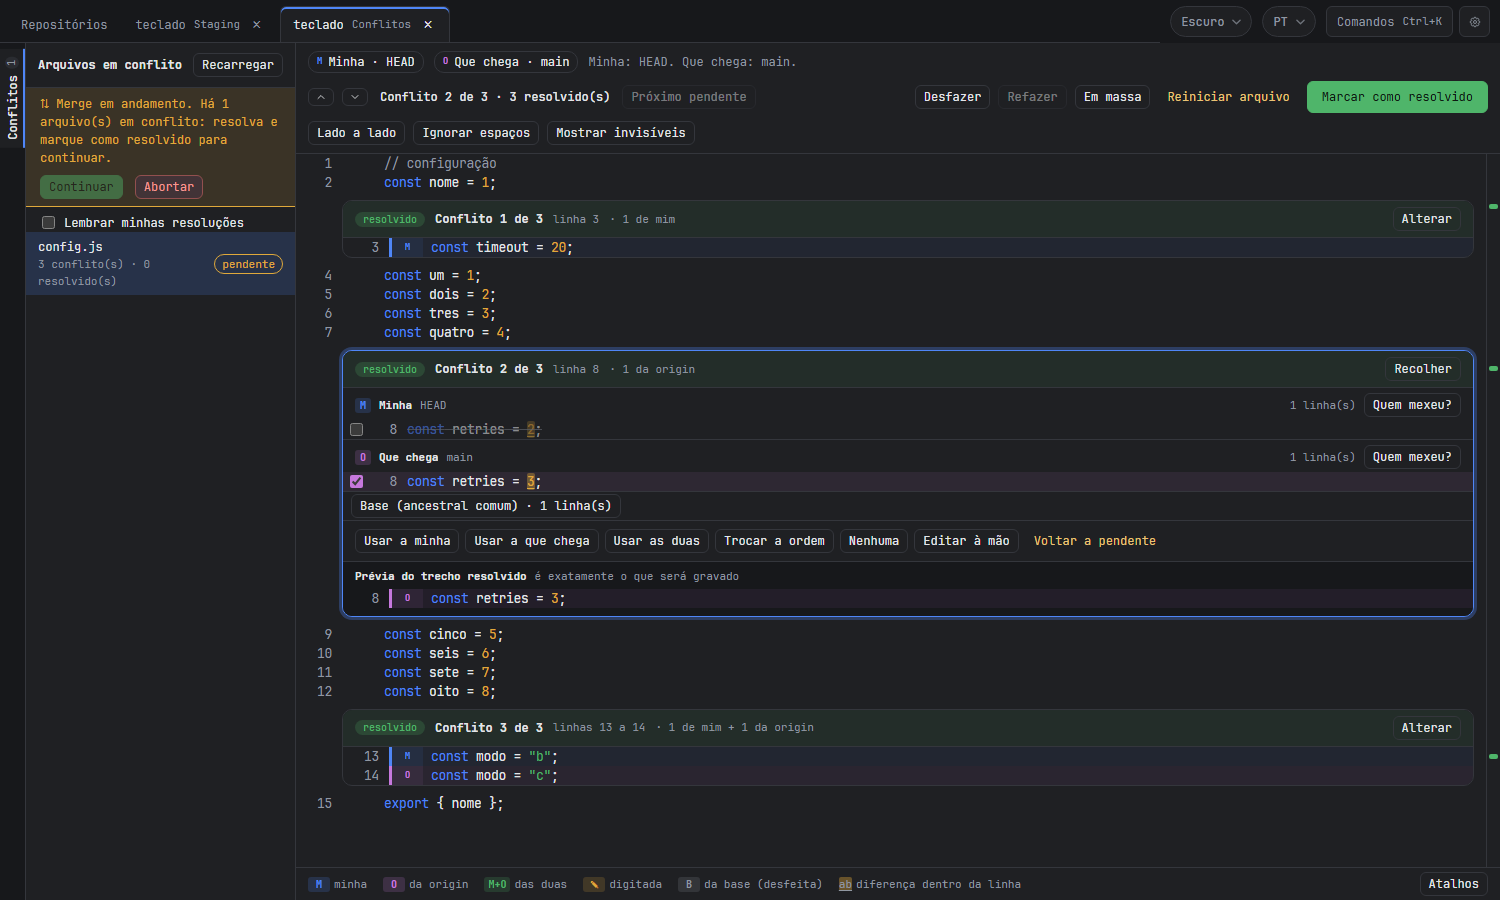 Repositórios
teclado Staging ×
teclado Conflitos ×
Escuro
PT
Comandos Ctrl+K
Conflitos 1
Arquivos em conflito
Recarregar
Merge em andamento. Há 1
arquivo(s) em conflito: resolva e
marque como resolvido para
continuar.
Continuar
Abortar
Lembrar minhas resoluções
config.js
3 conflito(s) · 0
resolvido(s)
pendente
M Minha · HEAD
O Que chega · main
Minha: HEAD. Que chega: main.
Conflito 2 de 3 · 3 resolvido(s)
Próximo pendente
Desfazer
Refazer
Em massa
Reiniciar arquivo
Marcar como resolvido
Lado a lado
Ignorar espaços
Mostrar invisíveis
1 // configuração
2 const nome = 1;
resolvido Conflito 1 de 3 linha 3 · 1 de mim Alterar
3 M const timeout = 20;
4 const um = 1;
5 const dois = 2;
6 const tres = 3;
7 const quatro = 4;
resolvido Conflito 2 de 3 linha 8 · 1 da origin Recolher
M Minha HEAD 1 linha(s) Quem mexeu?
8 const retries = 2;
O Que chega main 1 linha(s) Quem mexeu?
8 const retries = 3;
Base (ancestral comum) · 1 linha(s)
Usar a minha
Usar a que chega
Usar as duas
Trocar a ordem
Nenhuma
Editar à mão
Voltar a pendente
Prévia do trecho resolvido é exatamente o que será gravado
8 O const retries = 3;
9 const cinco = 5;
10 const seis = 6;
11 const sete = 7;
12 const oito = 8;
resolvido Conflito 3 de 3 linhas 13 a 14 · 1 de mim + 1 da origin Alterar
13 M const modo = "b";
14 O const modo = "c";
15 export { nome };
M minha
O da origin
M+O das duas
digitada
B da base (desfeita)
ab diferença dentro da linha
Atalhos